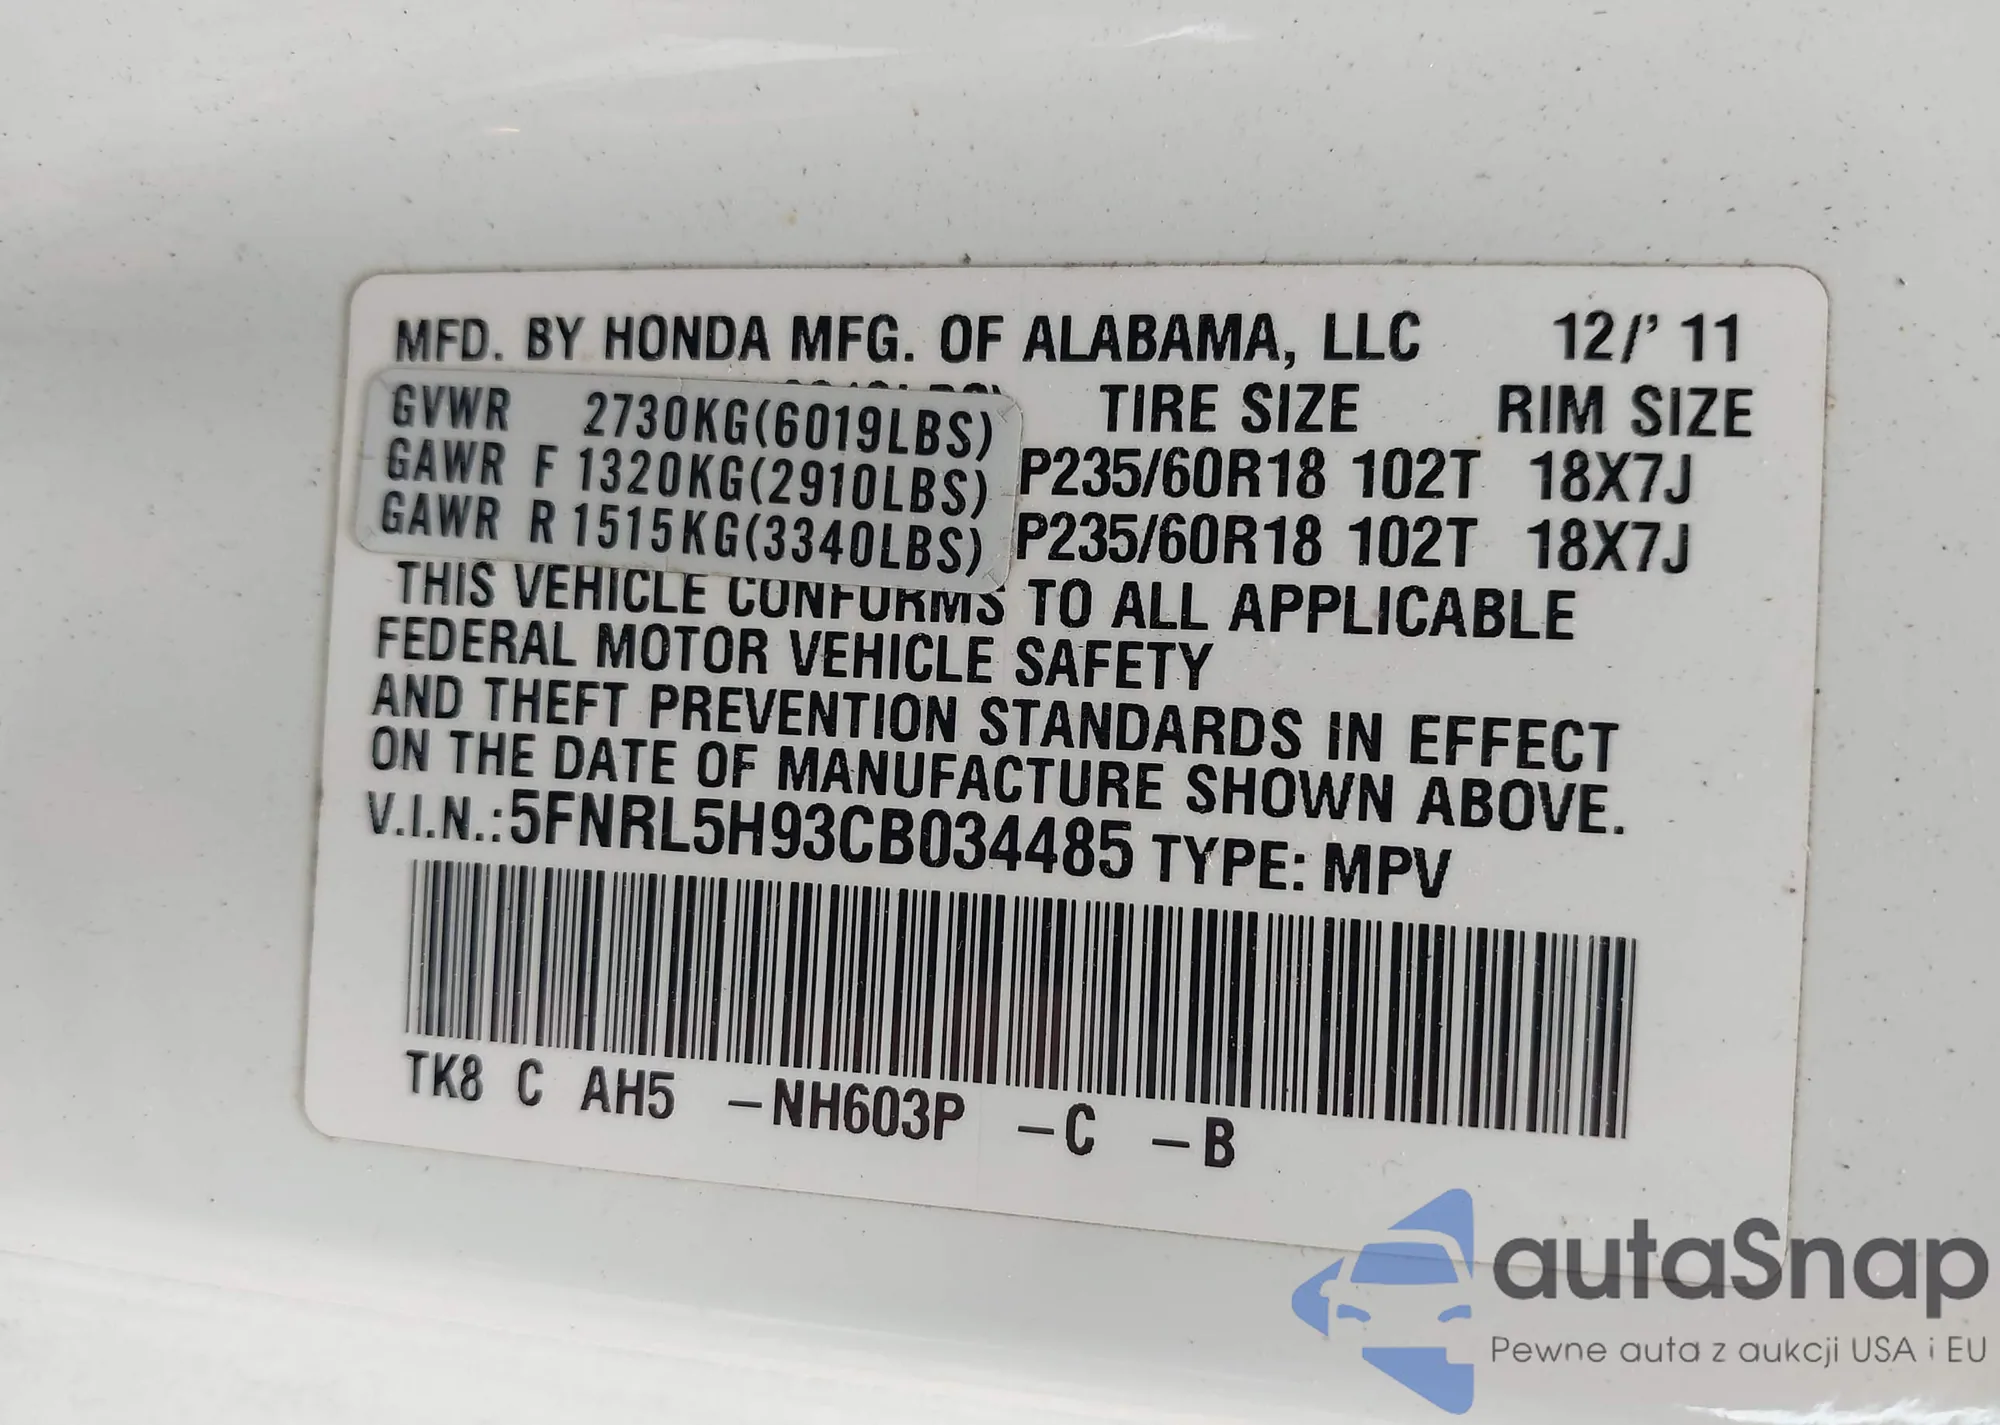 MFD. BY HONDA MFG. OF ALABAMA, LLC 12/' 11
GVWR 2730KG(6019LBS) TIRE SIZE RIM SIZE
GAWR F 1320KG(2910LBS) P235/60R18 102T 18X7J
GAWR R 1515KG(3340LBS) P235/60R18 102T 18X7J
THIS VEHICLE CONFORMS TO ALL APPLICABLE
FEDERAL MOTOR VEHICLE SAFETY
AND THEFT PREVENTION STANDARDS IN EFFECT
ON THE DATE OF MANUFACTURE SHOWN ABOVE.
V.I.N.:5FNRL5H93CB034485 TYPE: MPV
TK8 C AH5 -NH603P -C -B
autaSnap
Pewne auta z aukcji USA i EU